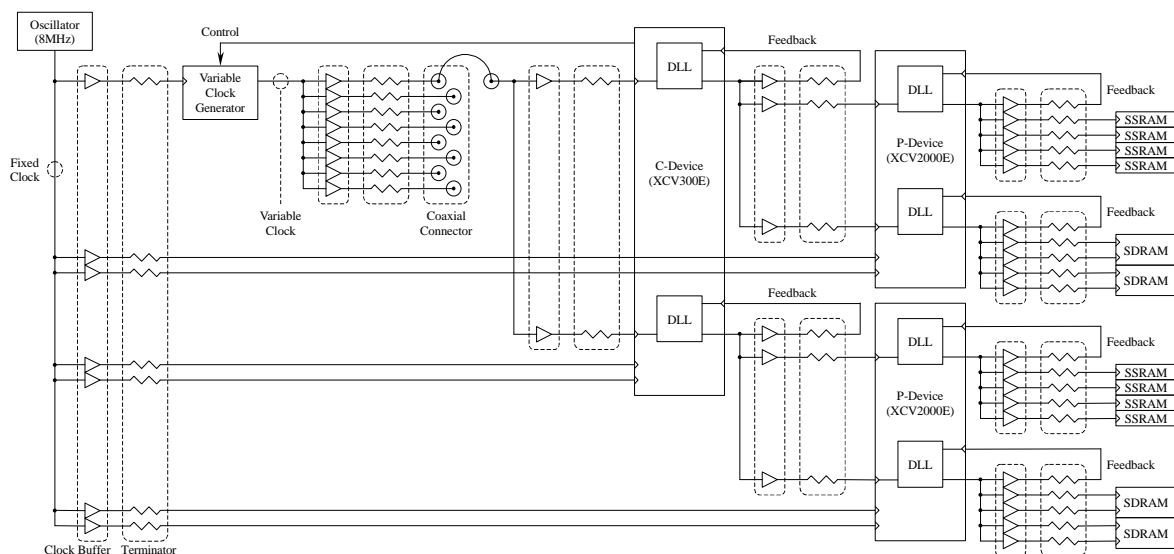 Oscillator
(8MHz)
Control
Variable
Clock
Generator
Fixed
Clock
Variable
Clock
Coaxial
Connector
Clock Buffer
Terminator
C-Device
(XCV300E)
DLL
DLL
Feedback
Feedback
P-Device
(XCV2000E)
DLL
DLL
Feedback
SSRAM
SSRAM
SSRAM
SSRAM
Feedback
SDRAM
SDRAM
P-Device
(XCV2000E)
DLL
DLL
Feedback
SSRAM
SSRAM
SSRAM
SSRAM
Feedback
SDRAM
SDRAM